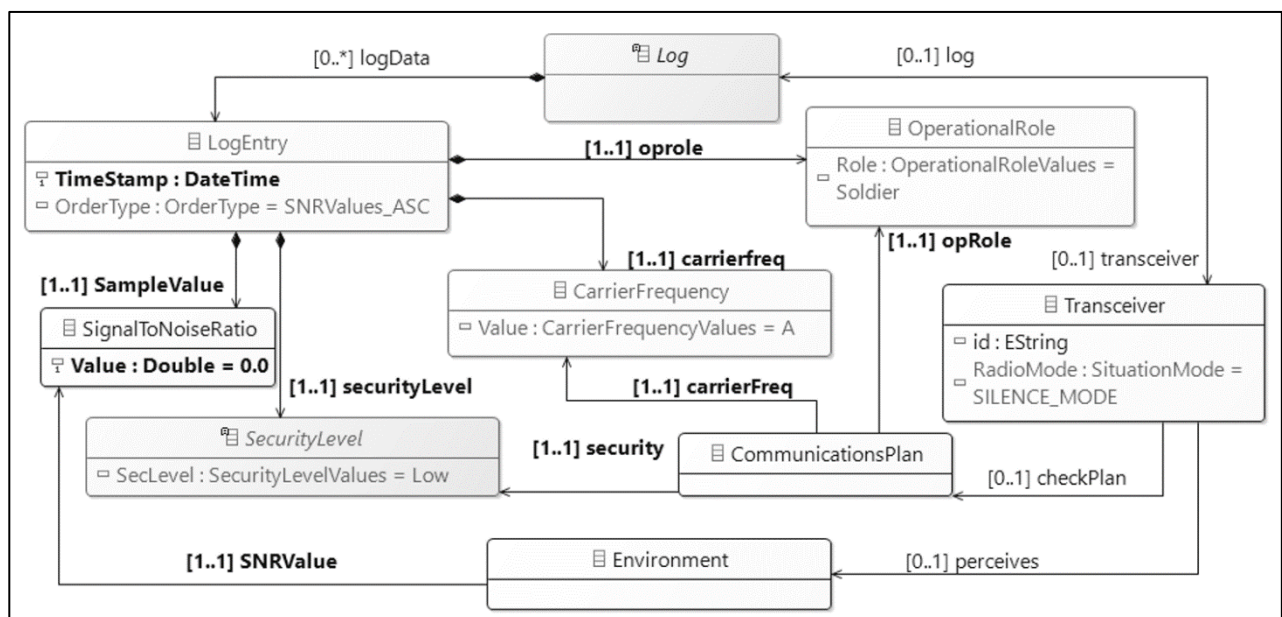 [0..*] logData
Log
[0..1] log
LogEntry
TimeStamp : DateTime
OrderType : OrderType = SNRValues_ASC
[1..1] oprole
OperationalRole
Role : OperationalRoleValues =
Soldier
[1..1] opRole
[0..1] transceiver
[1..1] carrierfreq
[1..1] SampleValue
CarrierFrequency
Value : CarrierFrequencyValues = A
Transceiver
id : EString
RadioMode : SituationMode =
SILENCE_MODE
SignalToNoiseRatio
Value : Double = 0.0
[1..1] securityLevel
[1..1] carrierFreq
SecurityLevel
SecLevel : SecurityLevelValues = Low
[1..1] security
CommunicationsPlan
[0..1] checkPlan
[1..1] SNRValue
Environment
[0..1] perceives